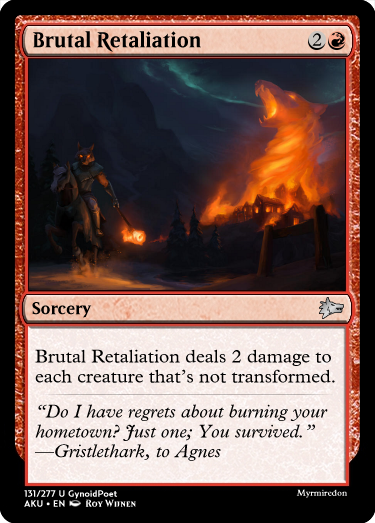 Brutal Retaliation 2
Sorcery
Brutal Retaliation deals 2 damage to
each creature that's not transformed.
“Do I have regrets about burning your
hometown? Just one; You survived.”
—Gristlethark, to Agnes
131/277 U GynoidPoet Myrmiredon
AKU • EN Roy Wijnen